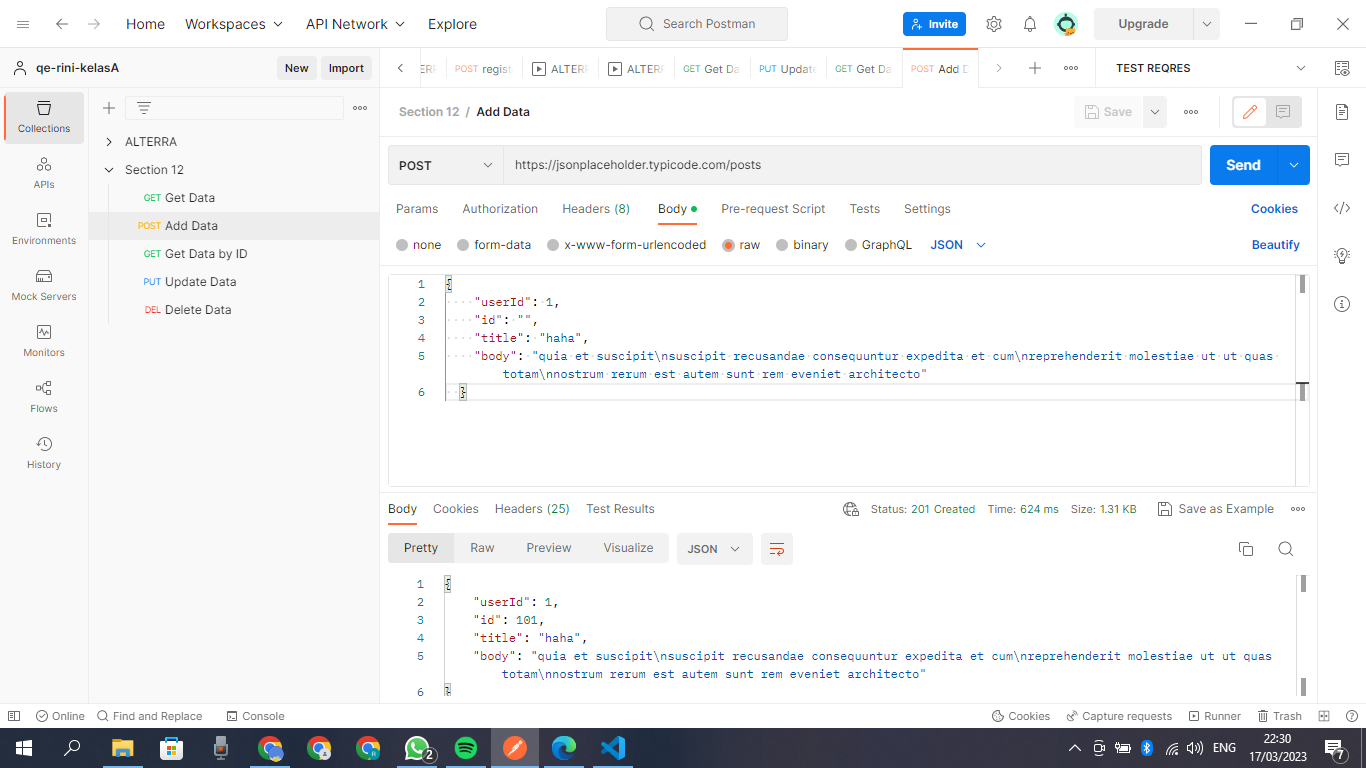 Home Workspaces API Network Explore Search Postman Invite Upgrade
qe-rini-kelasA New Import POST regist ALTERR ALTERR GET Get Da PUT Update GET Get Da POST Add D TEST REQRES
Collections
APIs
Environments
Mock Servers
Monitors
Flows
History
ALTERRA
Section 12
GET Get Data
POST Add Data
GET Get Data by ID
PUT Update Data
DEL Delete Data
Section 12 / Add Data Save
POST https://jsonplaceholder.typicode.com/posts Send
Params Authorization Headers (8) Body Pre-request Script Tests Settings Cookies
none form-data x-www-form-urlencoded raw binary GraphQL JSON Beautify
1 {
2 "userId": 1,
3 "id": "",
4 "title": "haha",
5 "body": "quia et suscipit\nsuscipit recusandae consequuntur expedita et cum\nreprehenderit molestiae ut ut quas
totam\nnostrum rerum est autem sunt rem eveniet architecto"
6 }
Body Cookies Headers (25) Test Results Status: 201 Created Time: 624 ms Size: 1.31 KB Save as Example
Pretty Raw Preview Visualize JSON
1 {
2 "userId": 1,
3 "id": 101,
4 "title": "haha",
5 "body": "quia et suscipit\nsuscipit recusandae consequuntur expedita et cum\nreprehenderit molestiae ut ut quas
totam\nnostrum rerum est autem sunt rem eveniet architecto"
6 }
Online Find and Replace Console Cookies Capture requests Runner Trash
2 ENG 22:30 7
17/03/2023